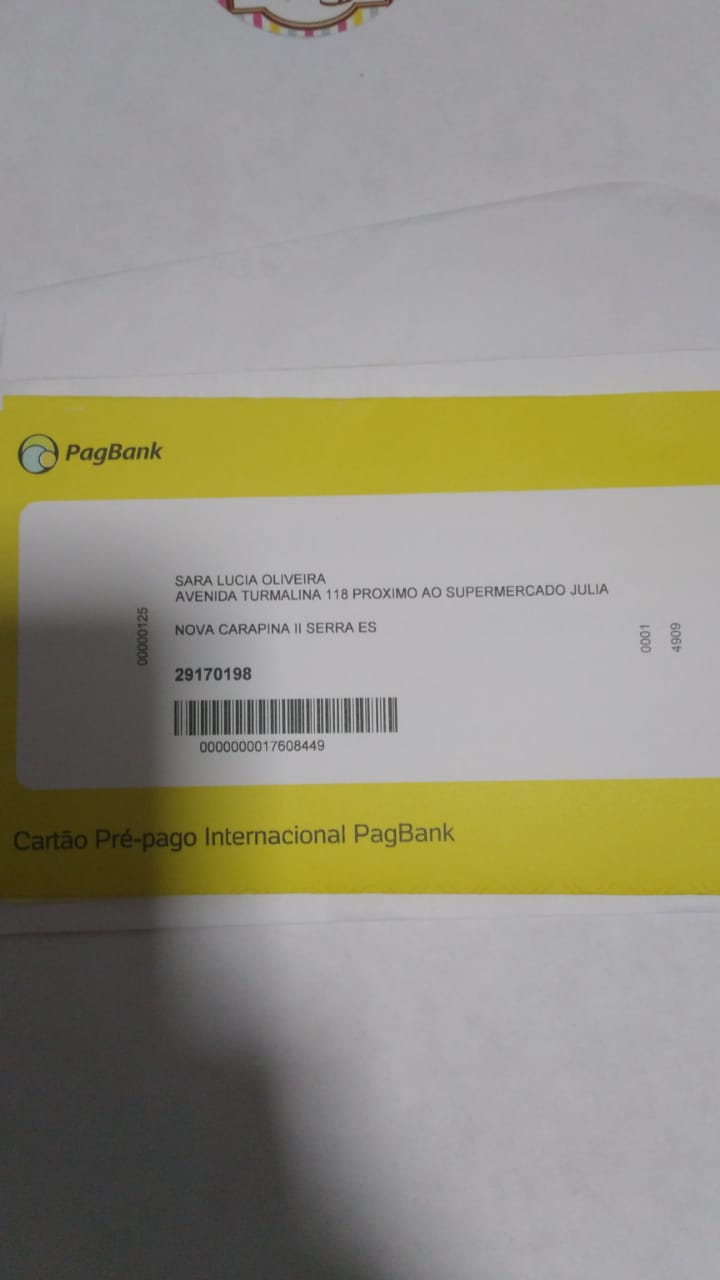 PagBank
SARA LUCIA OLIVEIRA
AVENIDA TURMALINA 118 PROXIMO AO SUPERMERCADO JULIA
NOVA CARAPINA II SERRA ES
29170198
0000000017608449
00000125
0001
4909
Cartão Pré-pago Internacional PagBank